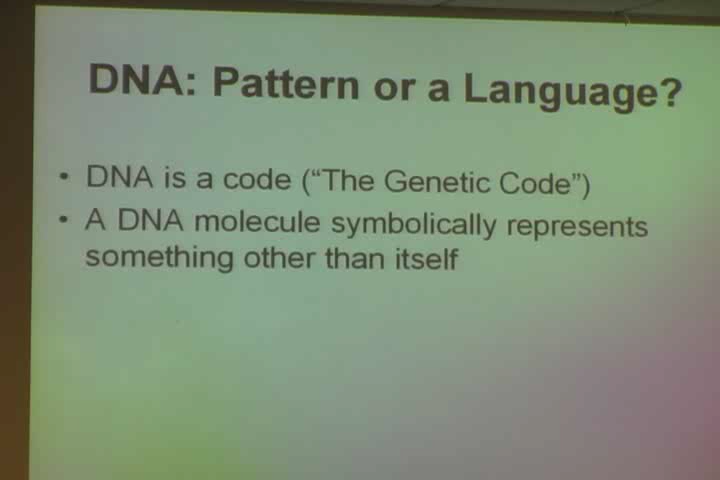 DNA: Pattern or a Language?
• DNA is a code (“The Genetic Code”)
• A DNA molecule symbolically represents
something other than itself